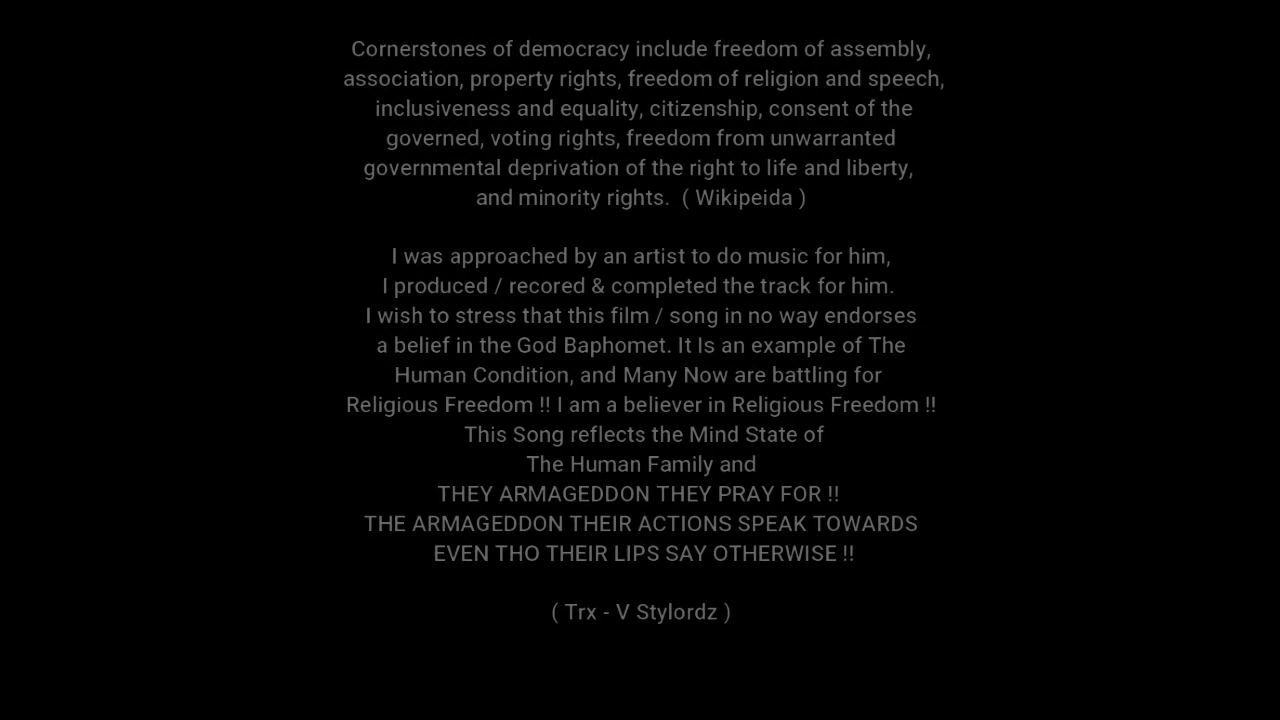 Cornerstones of democracy include freedom of assembly,
association, property rights, freedom of religion and speech,
inclusiveness and equality, citizenship, consent of the
governed, voting rights, freedom from unwarranted
governmental deprivation of the right to life and liberty,
and minority rights. ( Wikipeida )
I was approached by an artist to do music for him,
I produced / recored & completed the track for him.
I wish to stress that this film / song in no way endorses
a belief in the God Baphomet. It Is an example of The
Human Condition, and Many Now are battling for
Religious Freedom !! I am a believer in Religious Freedom !!
This Song reflects the Mind State of
The Human Family and
THEY ARMAGEDDON THEY PRAY FOR !!
THE ARMAGEDDON THEIR ACTIONS SPEAK TOWARDS
EVEN THO THEIR LIPS SAY OTHERWISE !!
( Trx - V Stylordz )